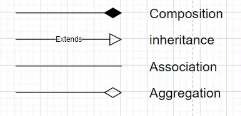 Composition
Extends inheritance
Association
Aggregation